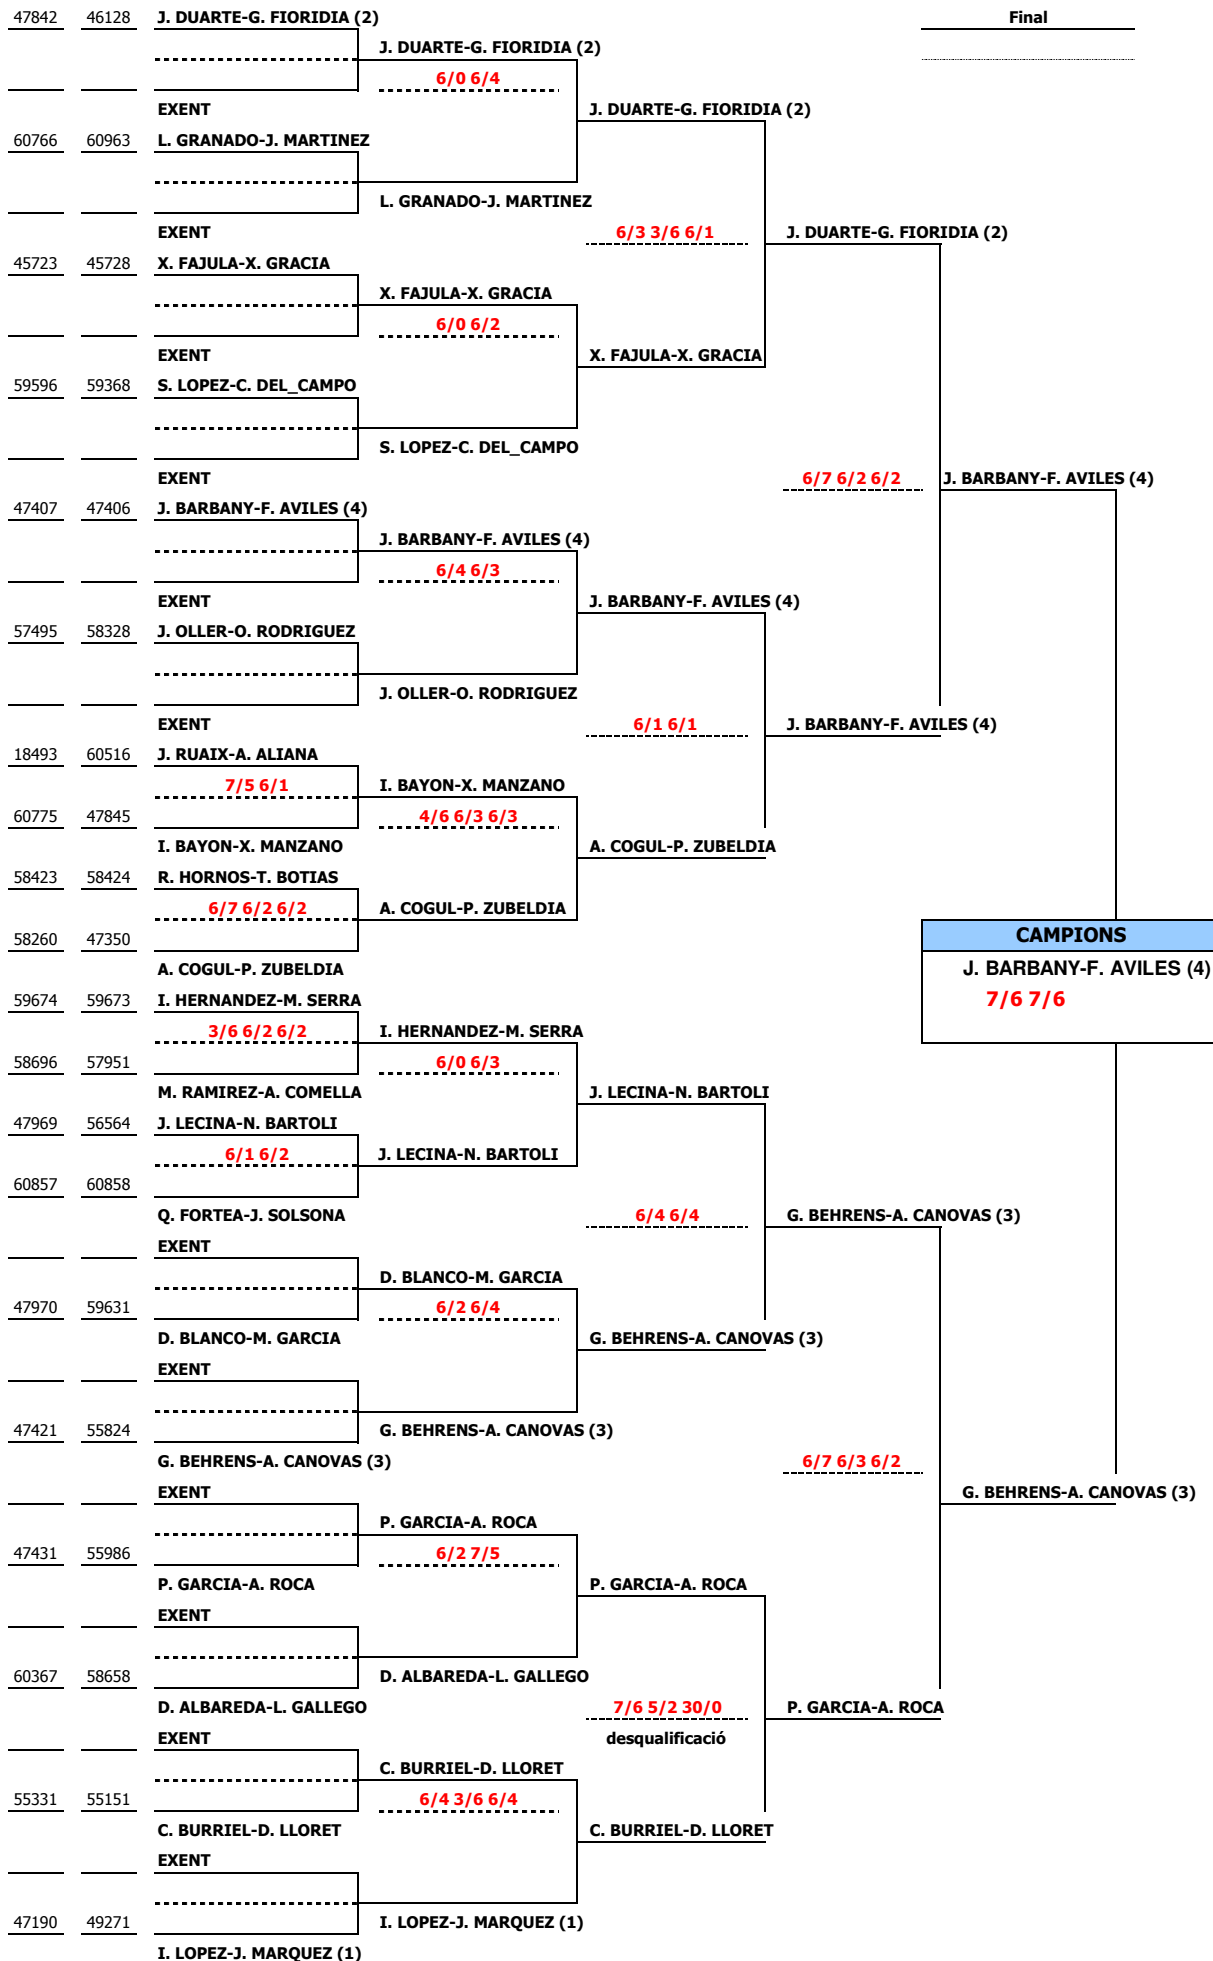 47842 46128 J. DUARTE-G. FIORIDIA (2) Final
J. DUARTE-G. FIORIDIA (2)
6/0 6/4
EXENT J. DUARTE-G. FIORIDIA (2)
60766 60963 L. GRANADO-J. MARTINEZ
L. GRANADO-J. MARTINEZ
EXENT 6/3 3/6 6/1 J. DUARTE-G. FIORIDIA (2)
45723 45728 X. FAJULA-X. GRACIA
X. FAJULA-X. GRACIA
6/0 6/2
EXENT X. FAJULA-X. GRACIA
59596 59368 S. LOPEZ-C. DEL_CAMPO
S. LOPEZ-C. DEL_CAMPO
EXENT 6/7 6/2 6/2 J. BARBANY-F. AVILES (4)
47407 47406 J. BARBANY-F. AVILES (4)
J. BARBANY-F. AVILES (4)
6/4 6/3
EXENT J. BARBANY-F. AVILES (4)
57495 58328 J. OLLER-O. RODRIGUEZ
J. OLLER-O. RODRIGUEZ
EXENT 6/1 6/1 J. BARBANY-F. AVILES (4)
18493 60516 J. RUAIX-A. ALIANA
7/5 6/1 I. BAYON-X. MANZANO
60775 47845 4/6 6/3 6/3
I. BAYON-X. MANZANO A. COGUL-P. ZUBELDIA
58423 58424 R. HORNOS-T. BOTIAS
6/7 6/2 6/2 A. COGUL-P. ZUBELDIA
58260 47350 CAMPIONS
A. COGUL-P. ZUBELDIA J. BARBANY-F. AVILES (4)
59674 59673 I. HERNANDEZ-M. SERRA 7/6 7/6
3/6 6/2 6/2 I. HERNANDEZ-M. SERRA
58696 57951 6/0 6/3
M. RAMIREZ-A. COMELLA J. LECINA-N. BARTOLI
47969 56564 J. LECINA-N. BARTOLI
6/1 6/2 J. LECINA-N. BARTOLI
60857 60858
Q. FORTEA-J. SOLSONA 6/4 6/4 G. BEHRENS-A. CANOVAS (3)
EXENT
D. BLANCO-M. GARCIA
47970 59631 6/2 6/4
D. BLANCO-M. GARCIA G. BEHRENS-A. CANOVAS (3)
EXENT
47421 55824 G. BEHRENS-A. CANOVAS (3)
G. BEHRENS-A. CANOVAS (3) 6/7 6/3 6/2
EXENT G. BEHRENS-A. CANOVAS (3)
P. GARCIA-A. ROCA
47431 55986 6/2 7/5
P. GARCIA-A. ROCA P. GARCIA-A. ROCA
EXENT
60367 58658 D. ALBAREDA-L. GALLEGO
D. ALBAREDA-L. GALLEGO 7/6 5/2 30/0 P. GARCIA-A. ROCA
EXENT desqualificació
C. BURRIEL-D. LLORET
55331 55151 6/4 3/6 6/4
C. BURRIEL-D. LLORET C. BURRIEL-D. LLORET
EXENT
47190 49271 I. LOPEZ-J. MARQUEZ (1)
I. LOPEZ-J. MARQUEZ (1)